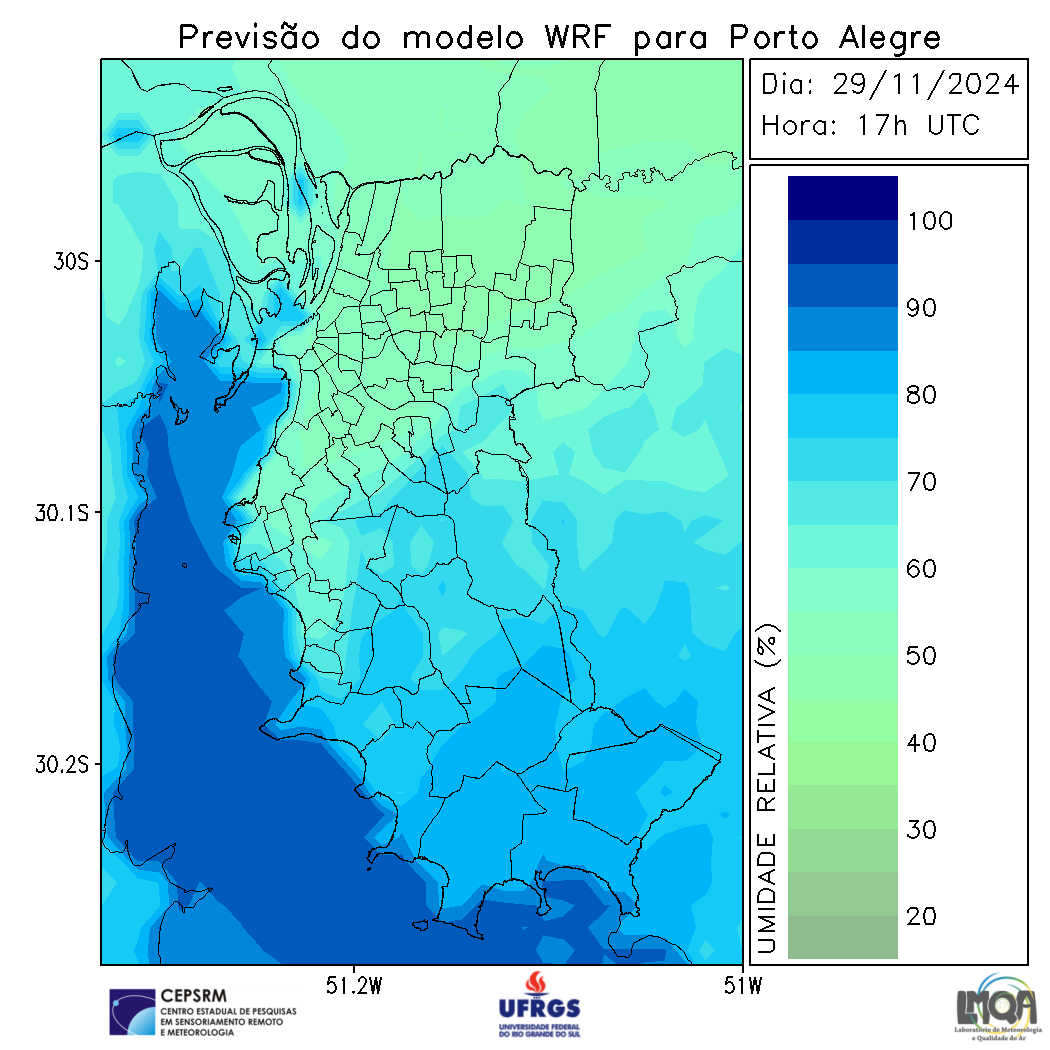 Previsão do modelo WRF para Porto Alegre
Dia: 29/11/2024
Hora: 17h UTC
100
90
80
70
60
50
40
30
20
UMIDADE RELATIVA (%)
30S
30.1S
30.2S
51.2W
51W
CEPSRM
CENTRO ESTADUAL DE PESQUISAS
EM SENSORIAMENTO REMOTO
E METEOROLOGIA
UFRGS
UNIVERSIDADE FEDERAL
DO RIO GRANDE DO SUL
LMQA
Laboratório de Meteorologia
e Qualidade do Ar